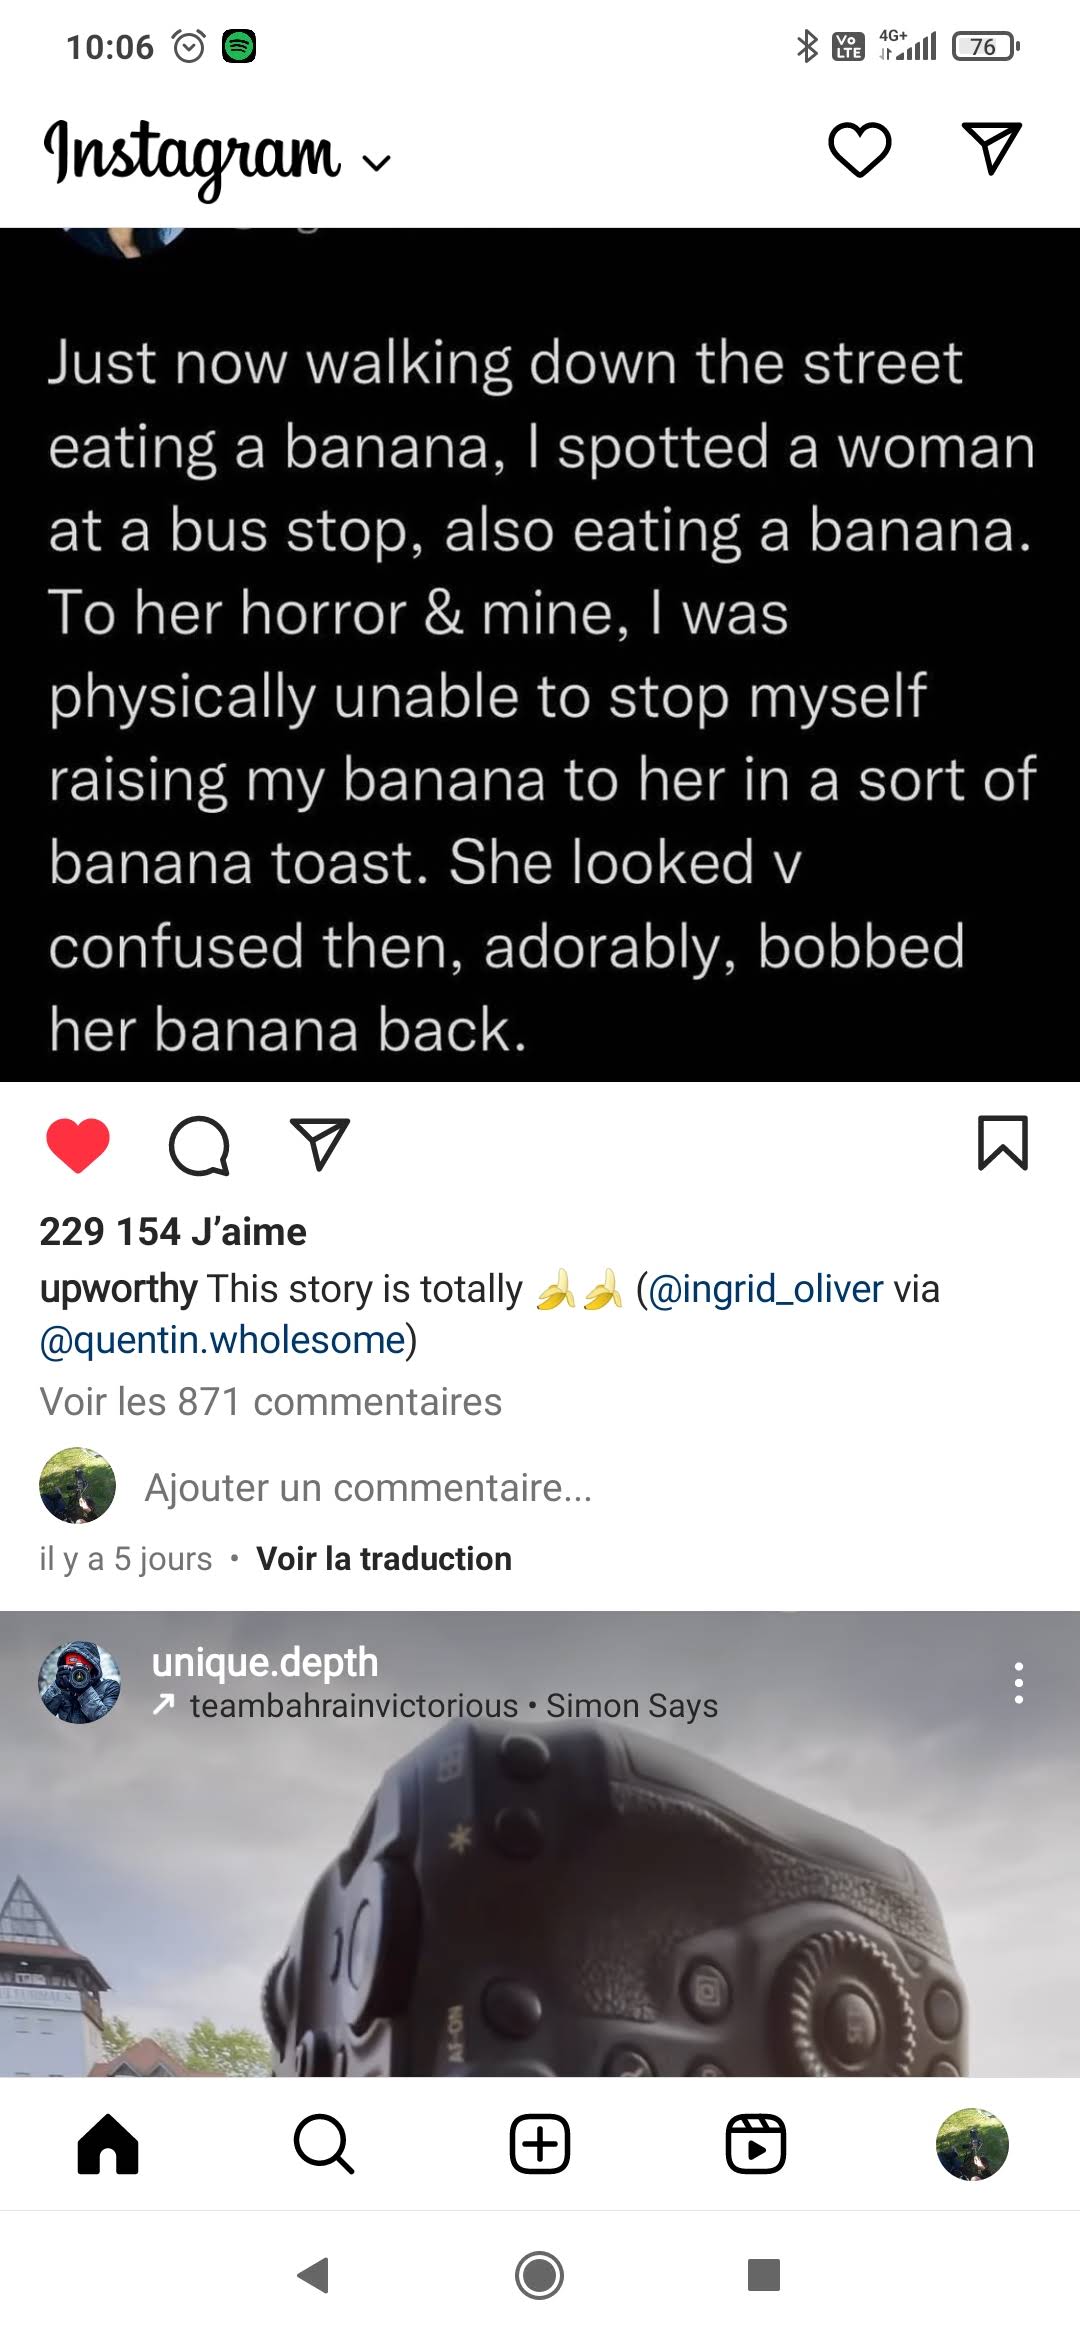 10:06
Vo LTE 4G+ 76
Instagram
Just now walking down the street
eating a banana, I spotted a woman
at a bus stop, also eating a banana.
To her horror & mine, I was
physically unable to stop myself
raising my banana to her in a sort of
banana toast. She looked v
confused then, adorably, bobbed
her banana back.
229 154 J’aime
upworthy This story is totally 🍌🍌 (@ingrid_oliver via
@quentin.wholesome)
Voir les 871 commentaires
Ajouter un commentaire...
il y a 5 jours • Voir la traduction
unique.depth
teambahrainvictorious • Simon Says
AF-ON
SET